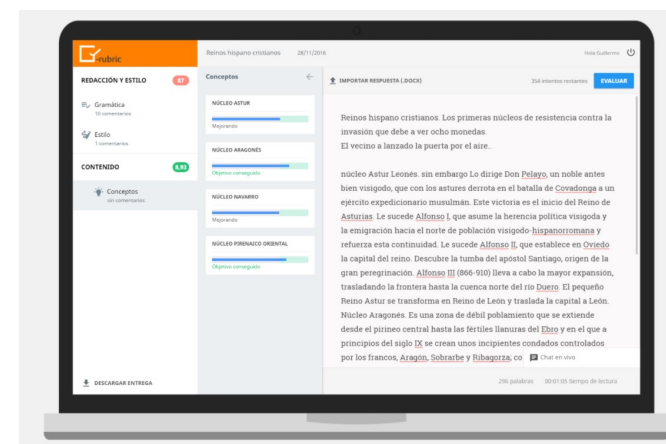 -rubric
Reinos hispano cristianos 28/11/2016
Hola Guillermo
REDACCIÓN Y ESTILO
Gramática
10 comentarios
Estilo
1 comentarios
CONTENIDO 8,93
Conceptos
sin comentarios
DESCARGAR ENTREGA
Conceptos
NÚCLEO ASTUR
Mejorando
NÚCLEO ARAGONÉS
Objetivo conseguido
NÚCLEO NAVARRO
Mejorando
NÚCLEO PIRENAICO ORIENTAL
Objetivo conseguido
IMPORTAR RESPUESTA (.DOCX) 354 intentos restantes EVALUAR
Reinos hispano cristianos. Los primeras núcleos de resistencia contra la
invasión que debe a ver ocho monedas.
El vecino a lanzado la puerta por el aire..
núcleo Astur Leonés. sin embargo Lo dirige Don Pelayo, un noble antes
bien visigodo, que con los astures derrota en el batalla de Covadonga a un
ejército expedicionario musulmán. Este victoria es el inicio del Reino de
Asturias. Le sucede Alfonso I, que asume la herencia política visigoda y
la emigración hacia el norte de población visigodo-hispanorromana y
refuerza esta continuidad. Le sucede Alfonso II, que establece en Oviedo
la capital del reino. Descubre la tumba del apóstol Santiago, origen de la
gran peregrinación. Alfonso III (866-910) lleva a cabo la mayor expansión,
trasladando la frontera hasta la cuenca norte del río Duero. El pequeño
Reino Astur se transforma en Reino de León y traslada la capital a León.
Núcleo Aragonés. Es una zona de débil poblamiento que se extiende
desde el pirineo central hasta las fértiles llanuras del Ebro y en el que a
principios del siglo IX se crean unos incipientes condados controlados
por los francos, Aragón, Sobrarbe y Ribagorza, co
Chat en vivo
296 palabras 00:01:05 tiempo de lectura